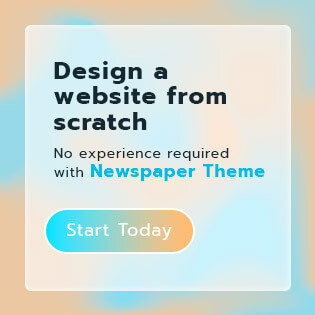 Design a
website from
scratch
No experience required
with Newspaper Theme
Start Today